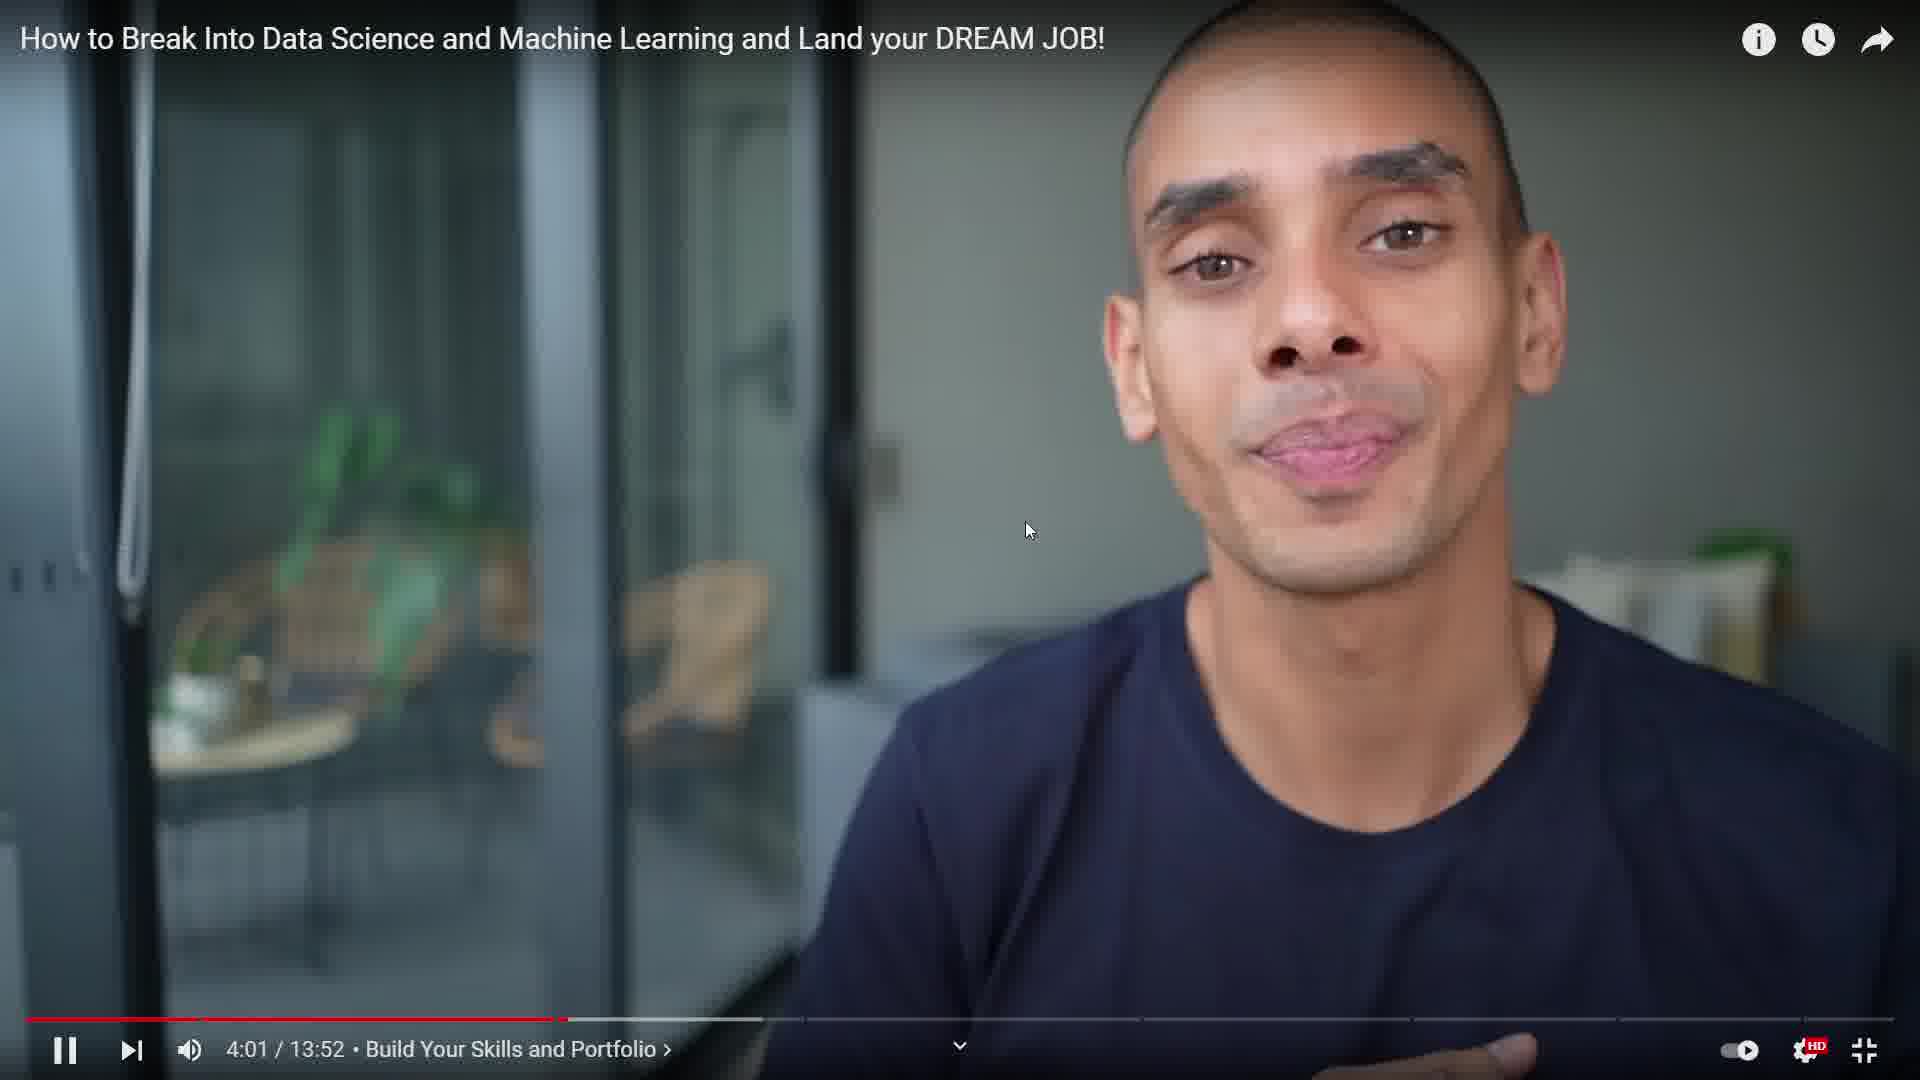 How to Break Into Data Science and Machine Learning and Land your DREAM JOB!
4:01 / 13:52 • Build Your Skills and Portfolio
HD